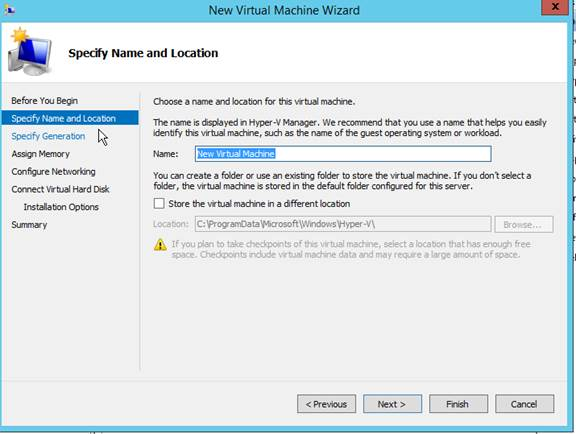 New Virtual Machine Wizard
x
Specify Name and Location
Before You Begin
Specify Name and Location
Specify Generation
Assign Memory
Configure Networking
Connect Virtual Hard Disk
Installation Options
Summary
Choose a name and location for this virtual machine.
The name is displayed in Hyper-V Manager. We recommend that you use a name that helps you easily
identify this virtual machine, such as the name of the guest operating system or workload.
Name: New Virtual Machine
You can create a folder or use an existing folder to store the virtual machine. If you don't select a
folder, the virtual machine is stored in the default folder configured for this server.
Store the virtual machine in a different location
Location: C:\ProgramData\Microsoft\Windows\Hyper-V\ Browse...
If you plan to take checkpoints of this virtual machine, select a location that has enough free
space. Checkpoints include virtual machine data and may require a large amount of space.
< Previous Next > Finish Cancel